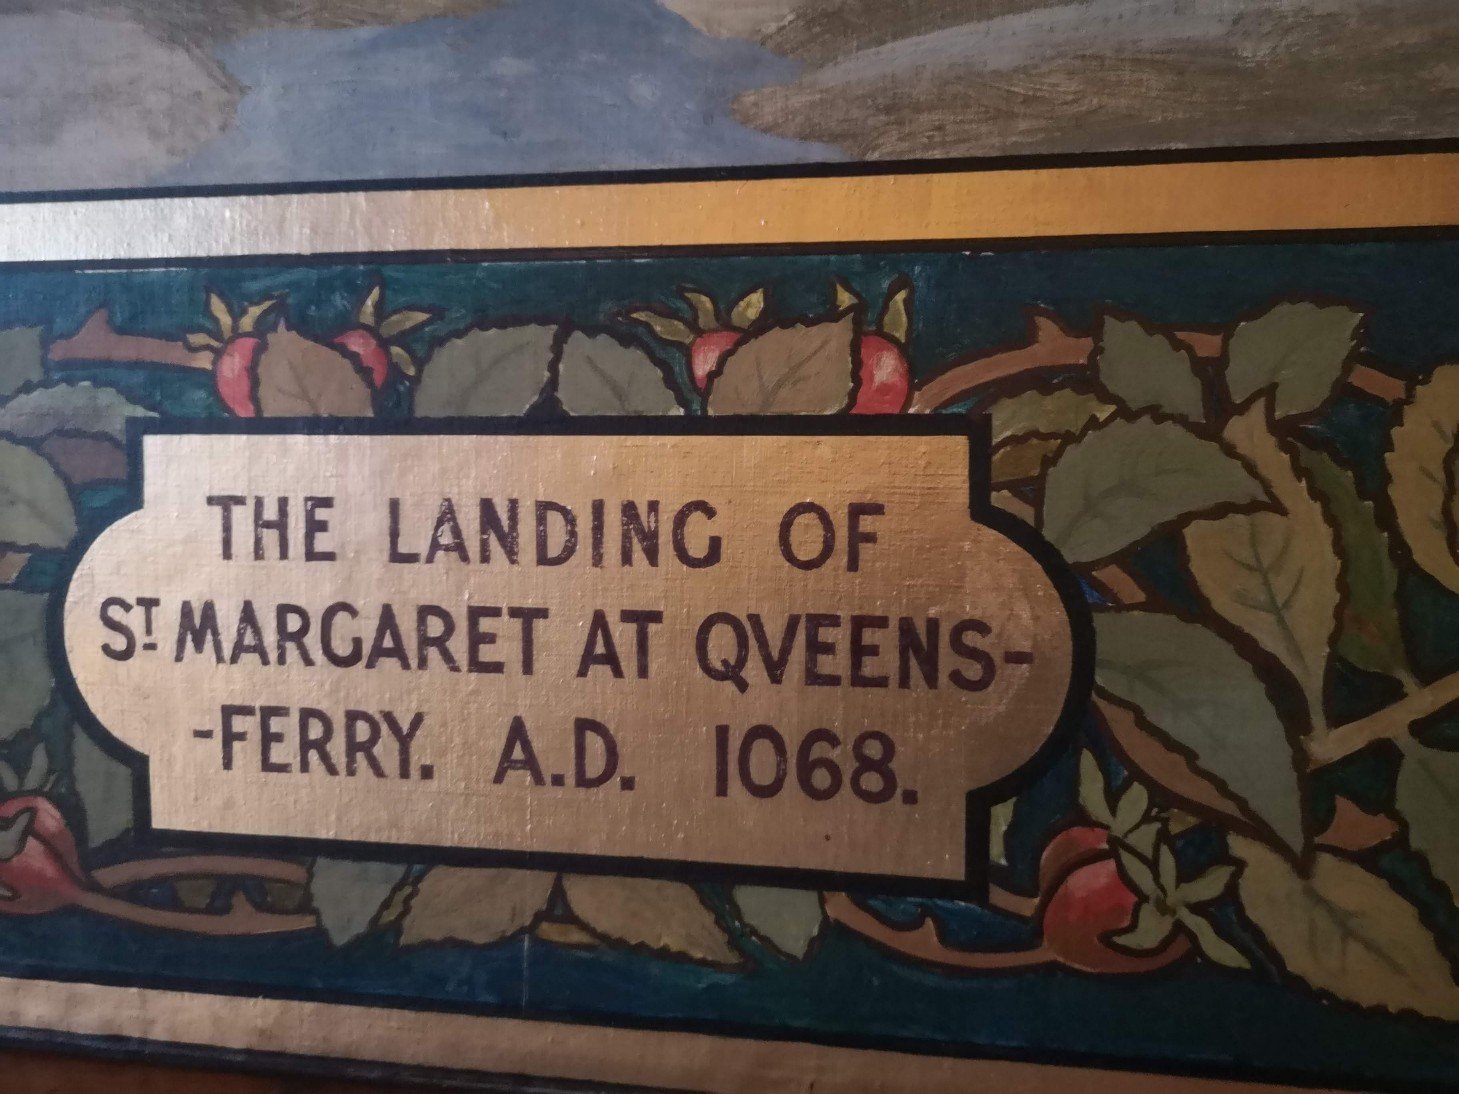 THE LANDING OF
ST MARGARET AT QVEENS-
-FERRY. A.D. 1068.